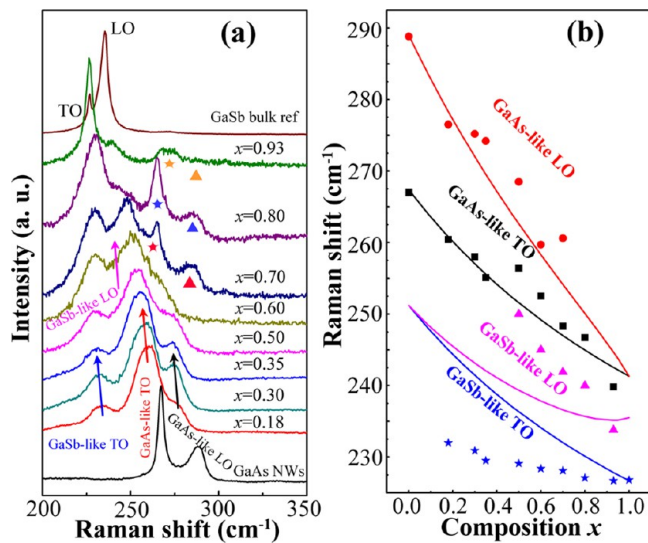 (a)
LO
TO
GaSb bulk ref
x=0.93
x=0.80
x=0.70
GaSb-like LO
x=0.60
x=0.50
x=0.35
x=0.30
x=0.18
GaSb-like TO
GaAs-like TO
GaAs-like LO
GaAs NWs
Intensity (a. u.)
200 250 300 350
Raman shift (cm-1)
(b)
290
280
270
260
250
240
230
GaAs-like LO
GaAs-like TO
GaSb-like LO
GaSb-like TO
Raman shift (cm-1)
0.0 0.2 0.4 0.6 0.8 1.0
Composition x